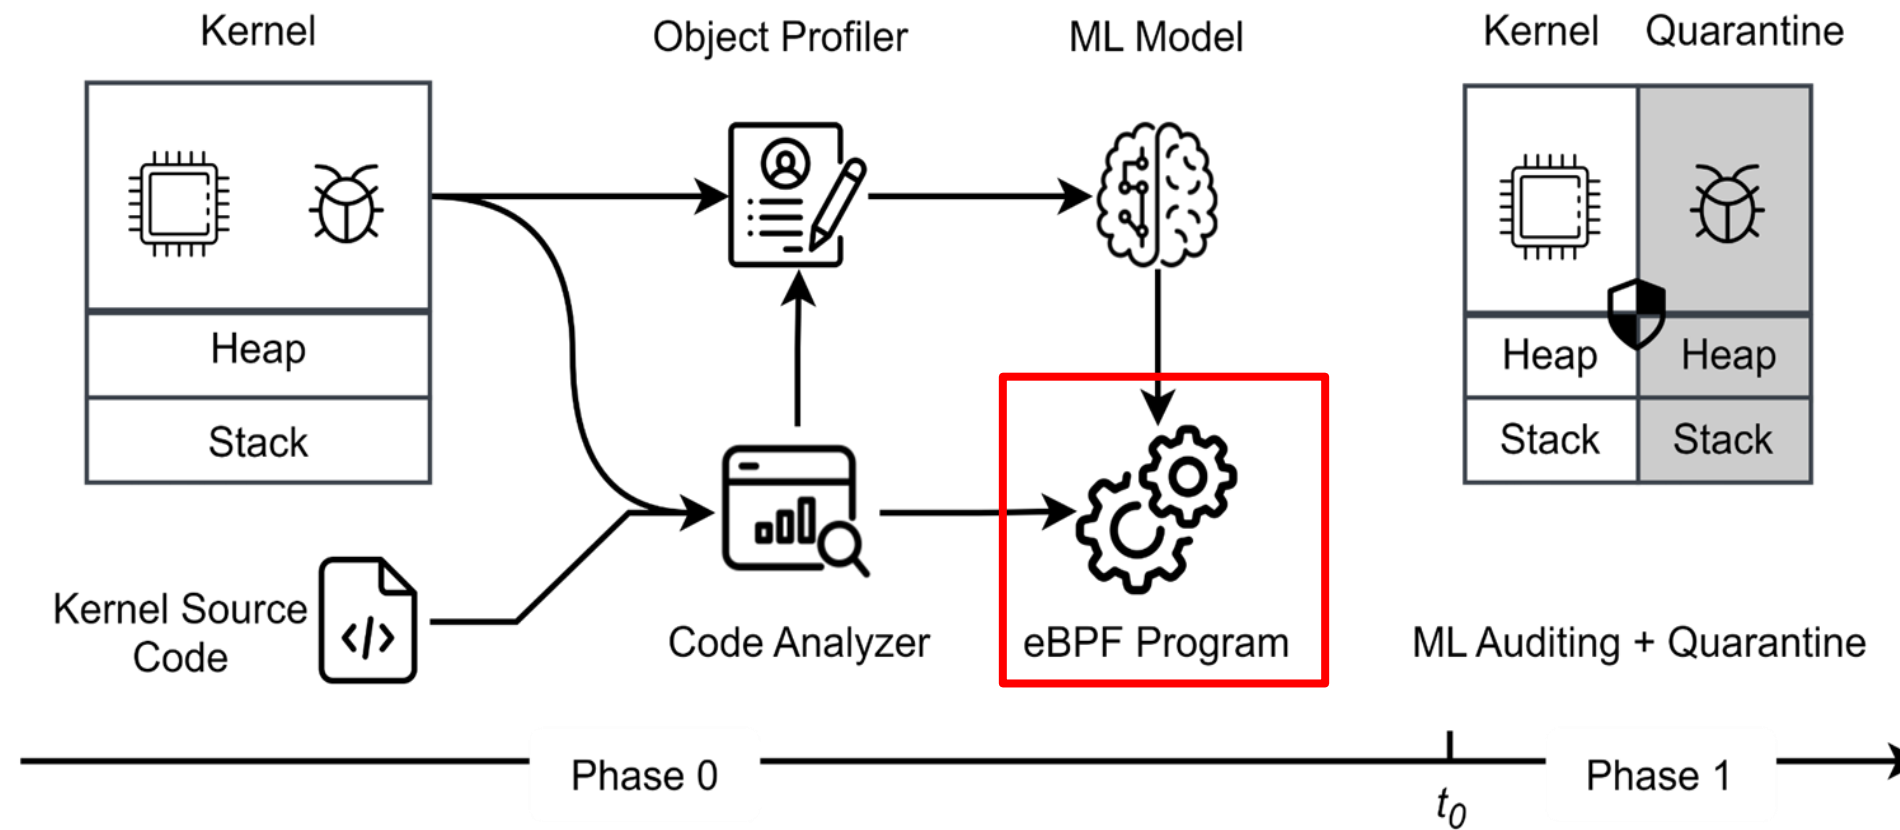 Kernel
Object Profiler
ML Model
Kernel
Quarantine
Heap
Stack
Heap
Heap
Stack
Stack
Kernel Source
Code
</>
Code Analyzer
eBPF Program
ML Auditing + Quarantine
Phase 0
t0
Phase 1